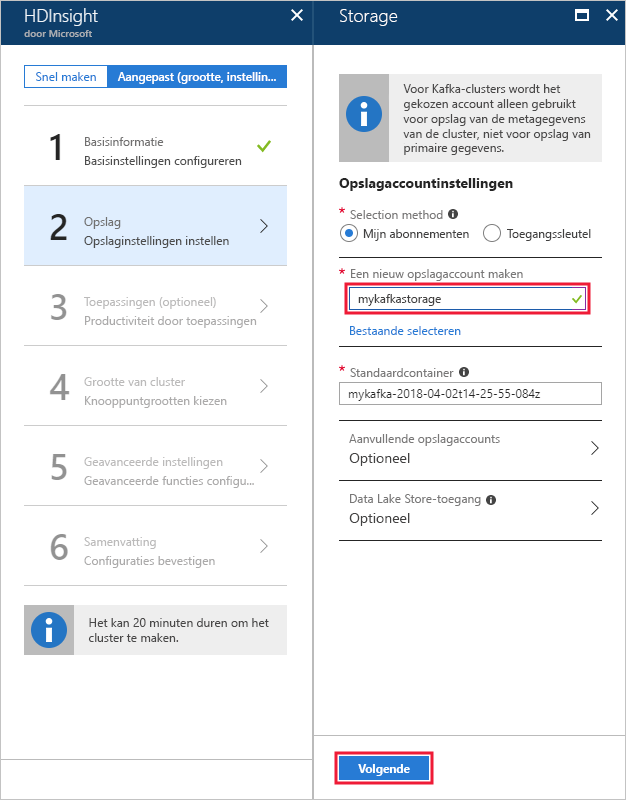 HDInsight
door Microsoft
Snel maken
Aangepast (grootte, instellin...
1
Basisinformatie
Basisinstellingen configureren
2
Opslag
Opslaginstellingen instellen
3
Toepassingen (optioneel)
Productiviteit door toepassingen
4
Grootte van cluster
Knooppuntgrootten kiezen
5
Geavanceerde instellingen
Geavanceerde functies configu...
6
Samenvatting
Configuraties bevestigen
Het kan 20 minuten duren om het
cluster te maken.
Storage
Voor Kafka-clusters wordt het
gekozen account alleen gebruikt
voor opslag van de metagegevens
van de cluster, niet voor opslag van
primaire gegevens.
Opslagaccountinstellingen
* Selection method
Mijn abonnementen
Toegangssleutel
* Een nieuw opslagaccount maken
mykafkastorage
Bestaande selecteren
* Standaardcontainer
mykafka-2018-04-02t14-25-55-084z
Aanvullende opslagaccounts
Optioneel
Data Lake Store-toegang
Optioneel
Volgende